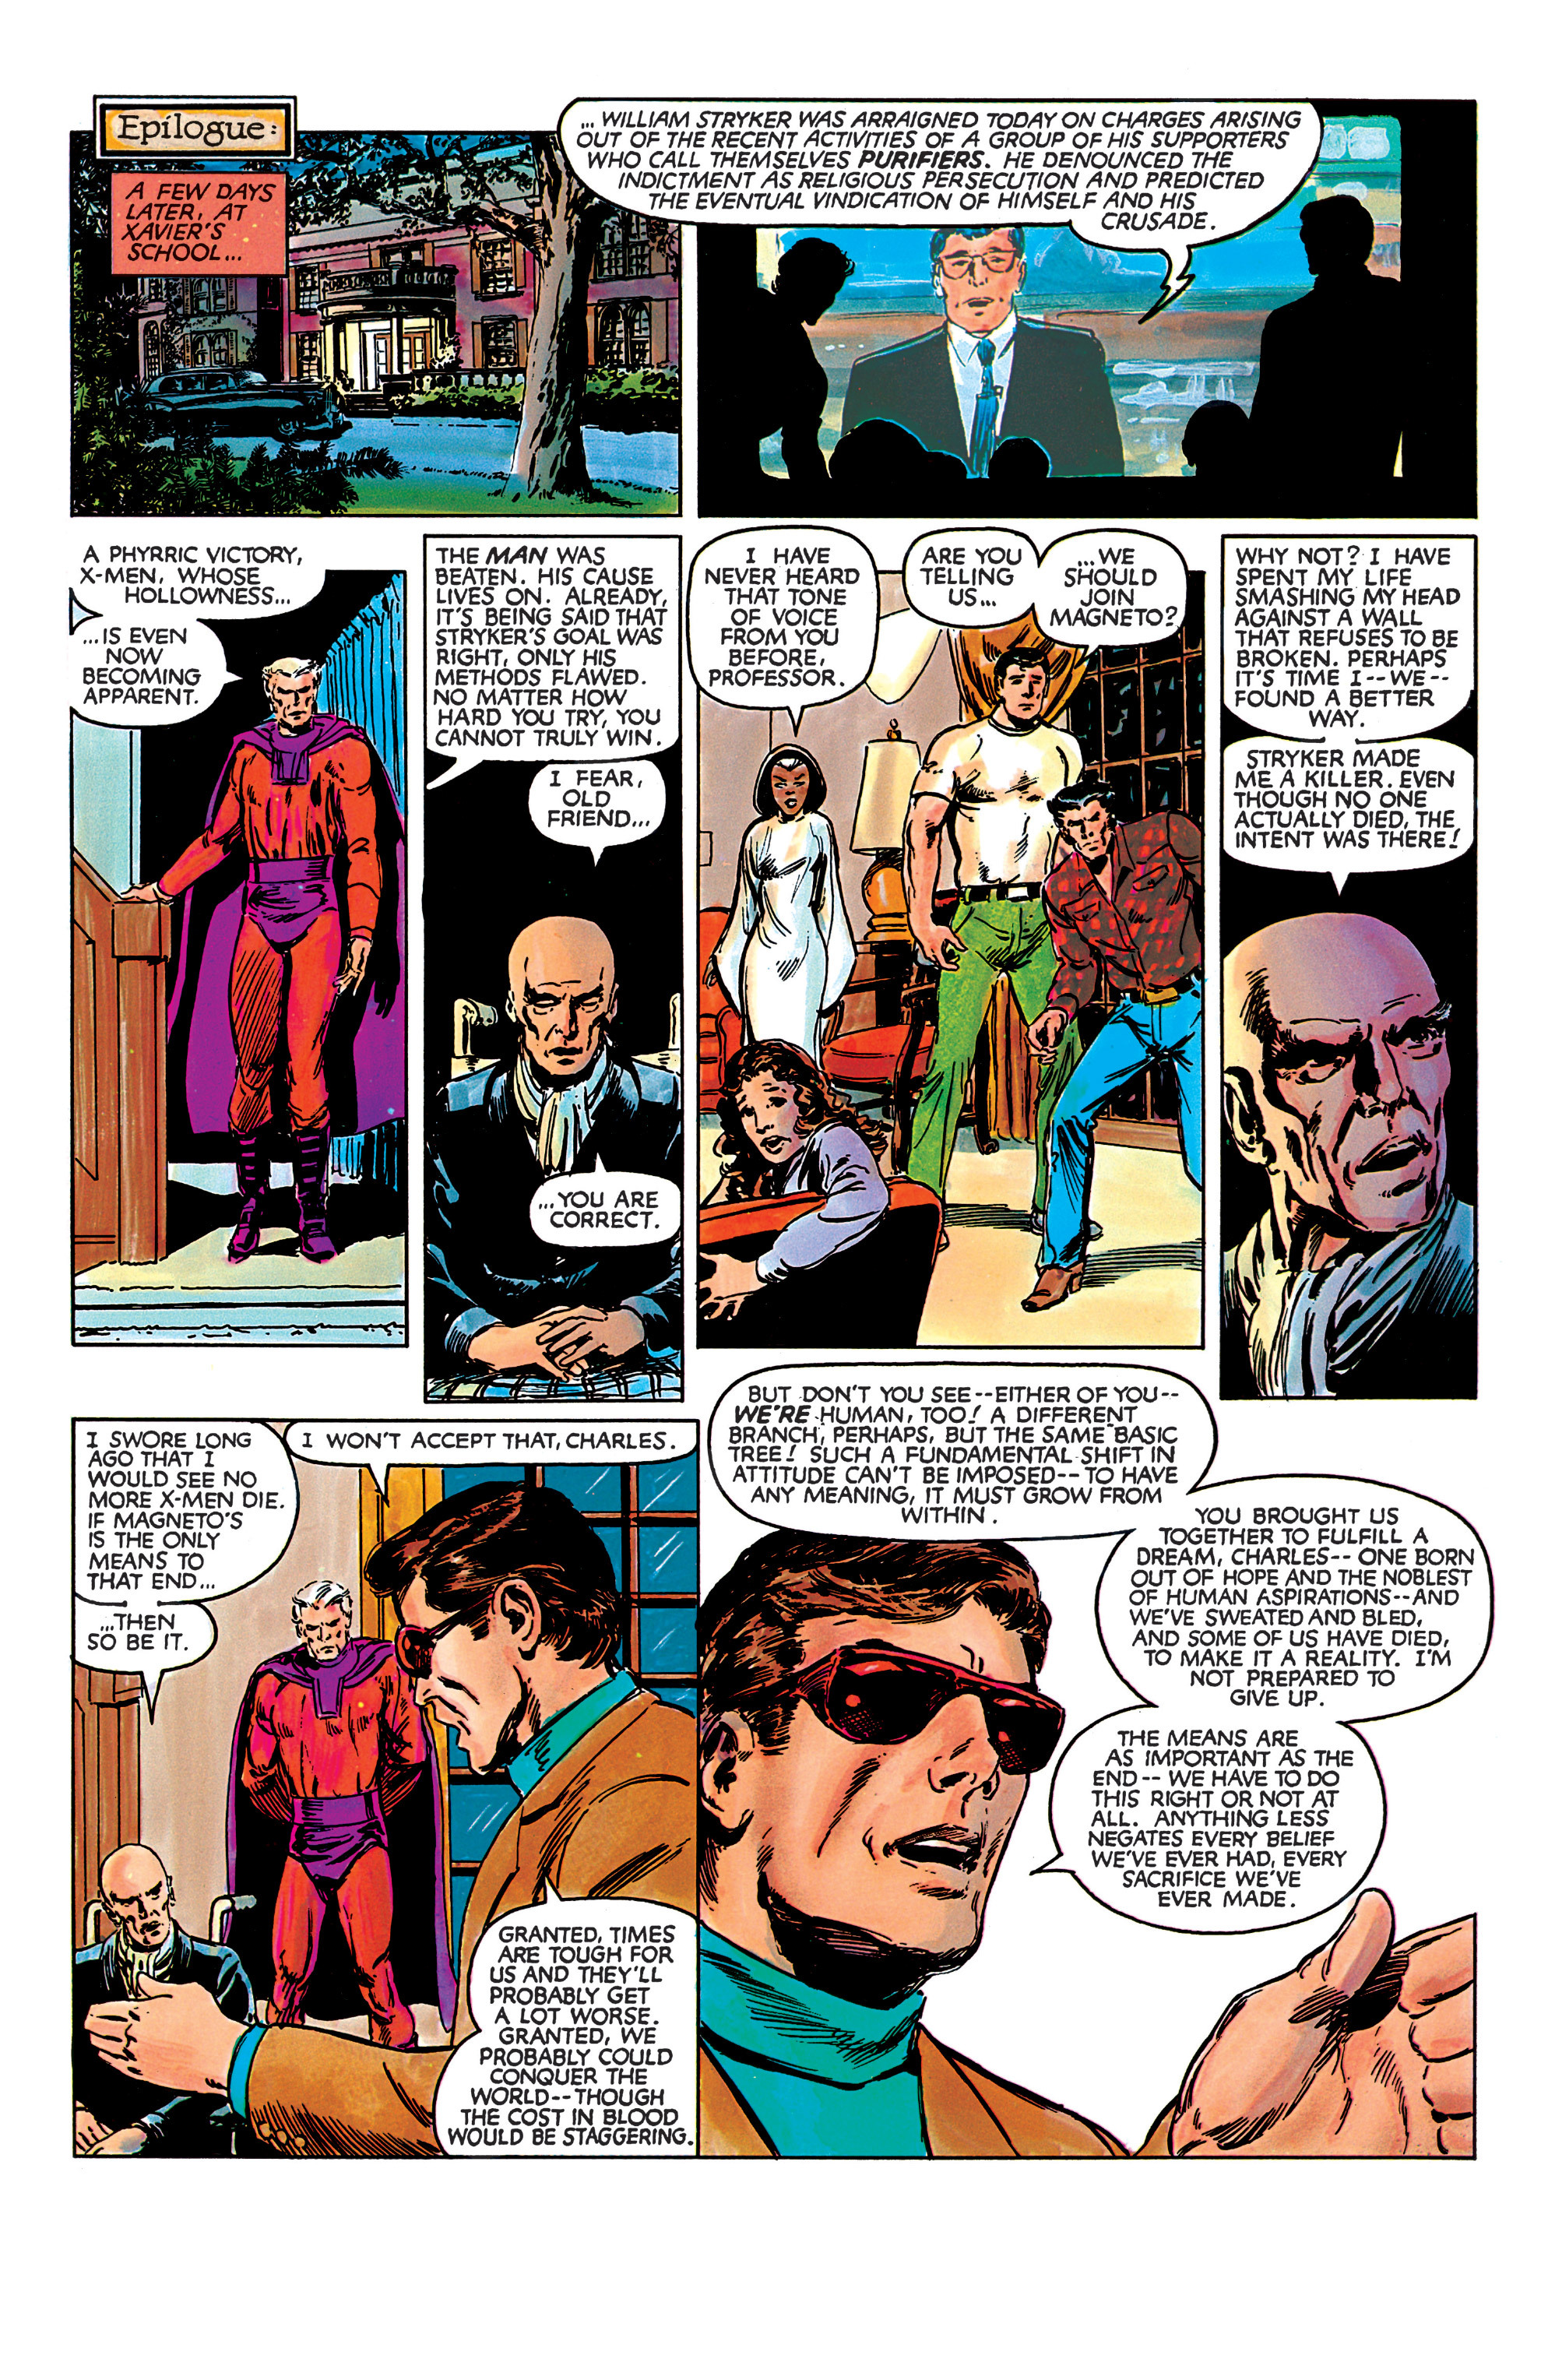 Epilogue:
A FEW DAYS
LATER, AT
XAVIER'S
SCHOOL...
... WILLIAM STRYKER WAS ARRAIGNED TODAY ON CHARGES ARISING
OUT OF THE RECENT ACTIVITIES OF A GROUP OF HIS SUPPORTERS
WHO CALL THEMSELVES PURIFIERS. HE DENOUNCED THE
INDICTMENT AS RELIGIOUS PERSECUTION AND PREDICTED
THE EVENTUAL VINDICATION OF HIMSELF AND HIS
CRUSADE.
A PHYRRIC VICTORY,
X-MEN, WHOSE
HOLLOWNESS...
...IS EVEN
NOW
BECOMING
APPARENT.
THE MAN WAS
BEATEN. HIS CAUSE
LIVES ON. ALREADY,
IT'S BEING SAID THAT
STRYKER'S GOAL WAS
RIGHT, ONLY HIS
METHODS FLAWED.
NO MATTER HOW
HARD YOU TRY, YOU
CANNOT TRULY WIN.
I FEAR,
OLD
FRIEND...
...YOU ARE
CORRECT.
I HAVE
NEVER HEARD
THAT TONE
OF VOICE
FROM YOU
BEFORE,
PROFESSOR.
ARE YOU
TELLING
US...
...WE
SHOULD
JOIN
MAGNETO?
WHY NOT? I HAVE
SPENT MY LIFE
SMASHING MY HEAD
AGAINST A WALL
THAT REFUSES TO BE
BROKEN. PERHAPS
IT'S TIME I--WE--
FOUND A BETTER
WAY.
STRYKER MADE
ME A KILLER. EVEN
THOUGH NO ONE
ACTUALLY DIED, THE
INTENT WAS THERE!
I SWORE LONG
AGO THAT I
WOULD SEE NO
MORE X-MEN DIE.
IF MAGNETO'S
IS THE ONLY
MEANS TO
THAT END...
...THEN
SO BE IT.
I WON'T ACCEPT THAT, CHARLES.
GRANTED, TIMES
ARE TOUGH FOR
US AND THEY'LL
PROBABLY GET
A LOT WORSE.
GRANTED, WE
PROBABLY COULD
CONQUER THE
WORLD--THOUGH
THE COST IN BLOOD
WOULD BE STAGGERING.
BUT DON'T YOU SEE--EITHER OF YOU--
WE'RE HUMAN, TOO! A DIFFERENT
BRANCH, PERHAPS, BUT THE SAME BASIC
TREE! SUCH A FUNDAMENTAL SHIFT IN
ATTITUDE CAN'T BE IMPOSED--TO HAVE
ANY MEANING, IT MUST GROW FROM
WITHIN.
YOU BROUGHT US
TOGETHER TO FULFILL A
DREAM, CHARLES-- ONE BORN
OUT OF HOPE AND THE NOBLEST
OF HUMAN ASPIRATIONS--AND
WE'VE SWEATED AND BLED,
AND SOME OF US HAVE DIED,
TO MAKE IT A REALITY. I'M
NOT PREPARED TO
GIVE UP.
THE MEANS ARE
AS IMPORTANT AS THE
END-- WE HAVE TO DO
THIS RIGHT OR NOT AT
ALL. ANYTHING LESS
NEGATES EVERY BELIEF
WE'VE EVER HAD, EVERY
SACRIFICE WE'VE
EVER MADE.